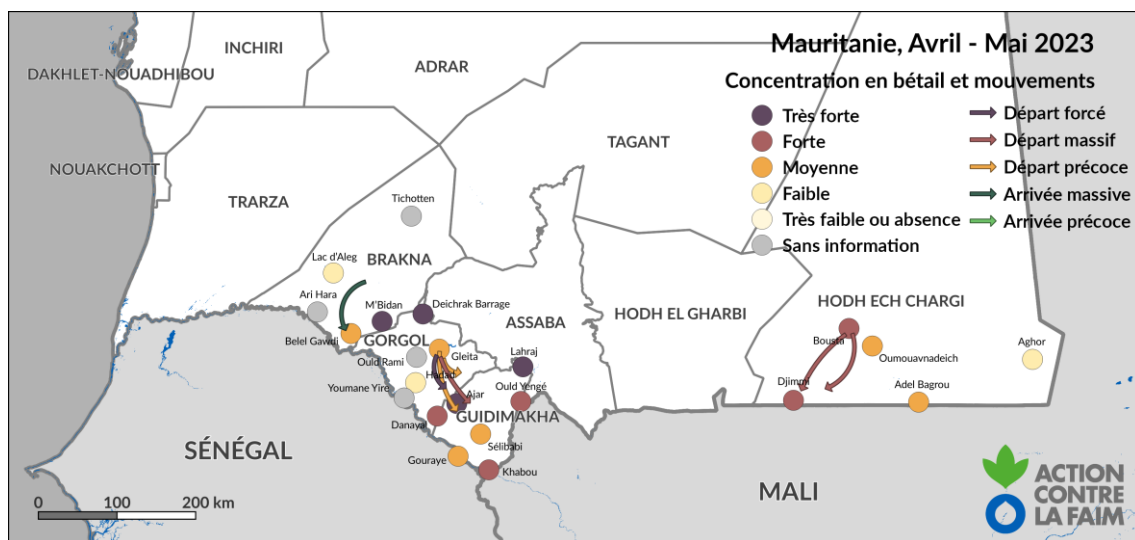 Mauritanie, Avril - Mai 2023
Concentration en bétail et mouvements
Très forte
Forte
Moyenne
Faible
Très faible ou absence
Sans information
Départ forcé
Départ massif
Départ précoce
Arrivée massive
Arrivée précoce
INCHIRI
DAKHLET-NOUADHIBOU
ADRAR
TAGANT
NOUAKCHOTT
TRARZA
Tichotten
Lac d'Aleg
BRAKNA
Ari Hara
M'Bidan
Deichrak Barrage
HODH ECH CHARGI
ASSABA
HODH EL GHARBI
Belel Gawdi
GORGOL
Bousta
Oumouavnadeich
Aghor
Ould Rami
Gleita
Lahraj
Hadad
Youmane Yire
Ajar
Ould Yengé
Djimmi
Adel Bagrou
Danayal
GUIDIMAKHA
Sélibabi
SÉNÉGAL
Gouraye
Khabou
MALI
0 100 200 km
ACTION
CONTRE
LA FAIM